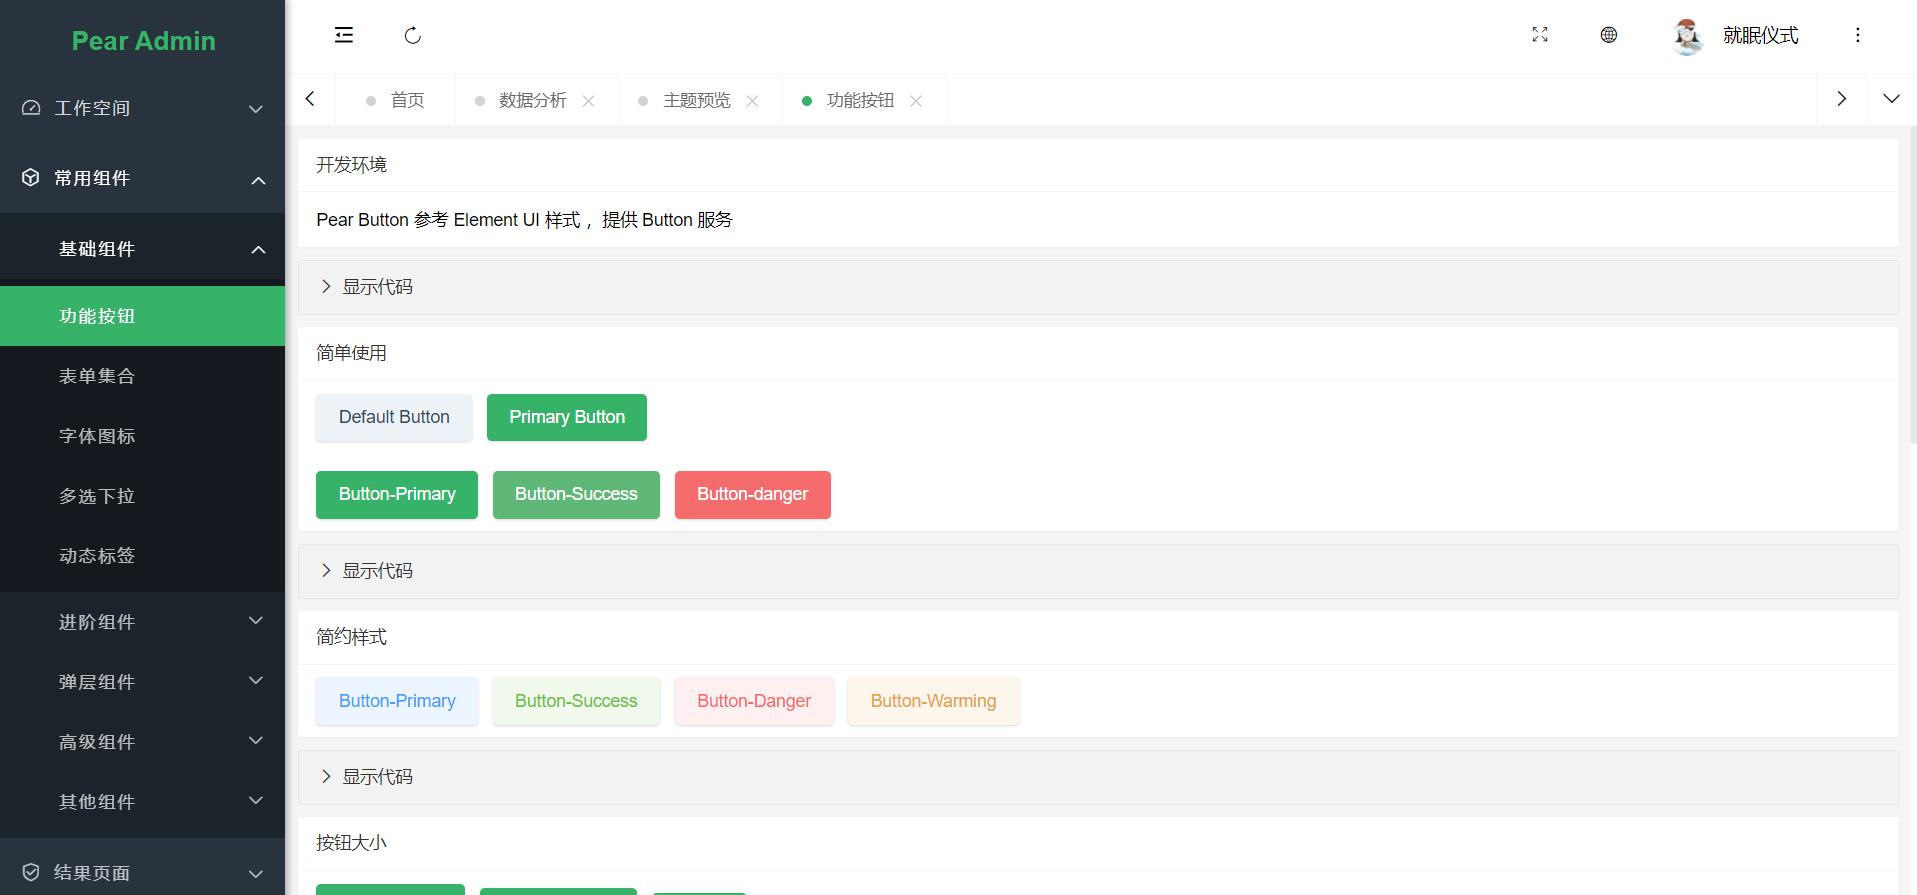 Pear Admin
工作空间
常用组件
基础组件
功能按钮
表单集合
字体图标
多选下拉
动态标签
进阶组件
弹层组件
高级组件
其他组件
结果页面
就眠仪式
首页
数据分析
主题预览
功能按钮
开发环境
Pear Button 参考 Element UI 样式 ，提供 Button 服务
显示代码
简单使用
Default Button
Primary Button
Button-Primary
Button-Success
Button-danger
显示代码
简约样式
Button-Primary
Button-Success
Button-Danger
Button-Warming
显示代码
按钮大小